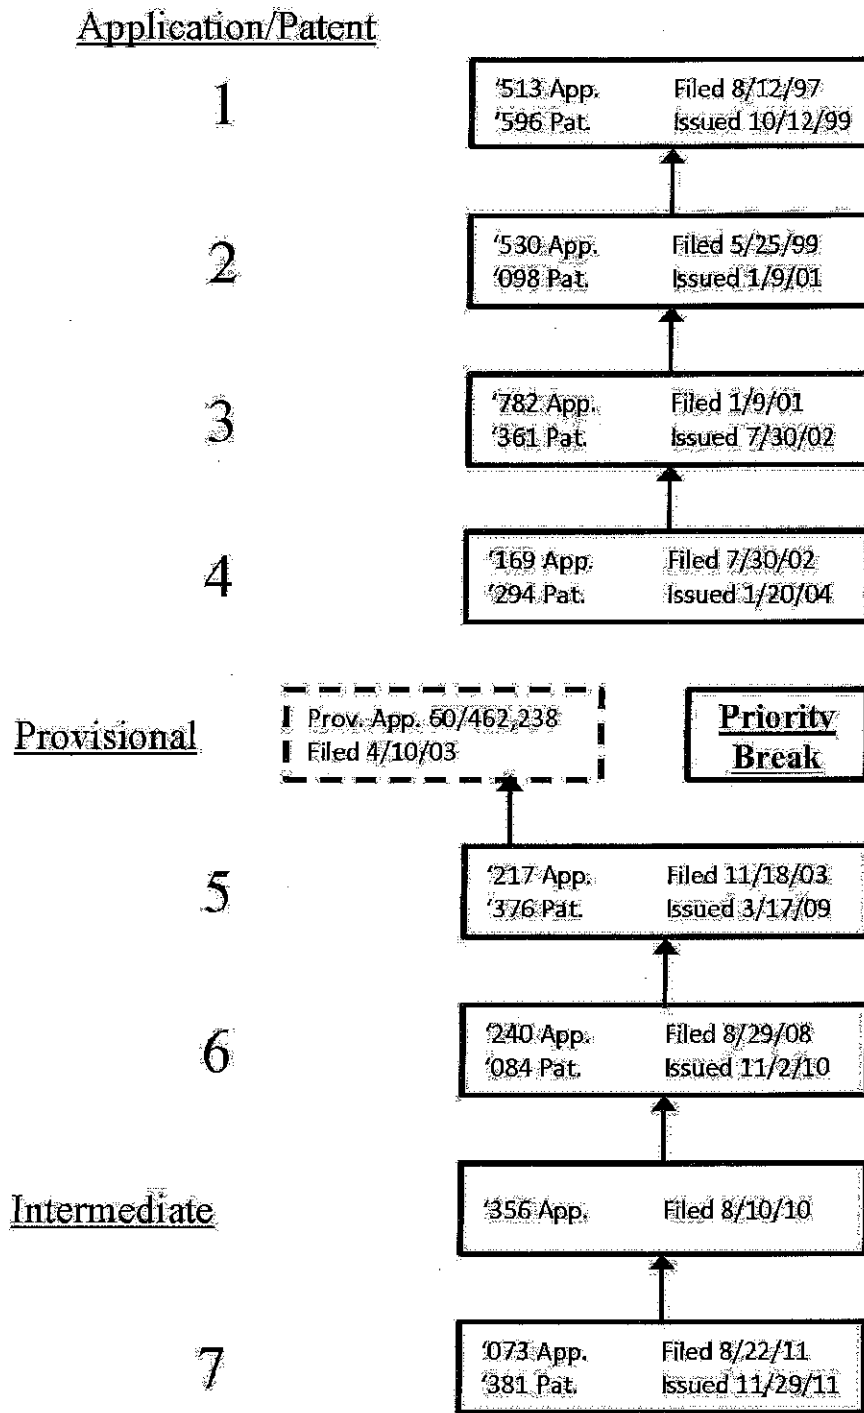 Application/Patent
1
'513 App. Filed 8/12/97
'596 Pat. Issued 10/12/99
2
'530 App. Filed 5/25/99
'098 Pat. Issued 1/9/01
3
'782 App. Filed 1/9/01
'361 Pat. Issued 7/30/02
4
'169 App. Filed 7/30/02
'294 Pat. Issued 1/20/04
Provisional
Prov. App. 60/462,238
Filed 4/10/03
Priority
Break
5
'217 App. Filed 11/18/03
'376 Pat. Issued 3/17/09
6
'240 App. Filed 8/29/08
'084 Pat. Issued 11/2/10
Intermediate
'356 App. Filed 8/10/10
7
'073 App. Filed 8/22/11
'381 Pat. Issued 11/29/11